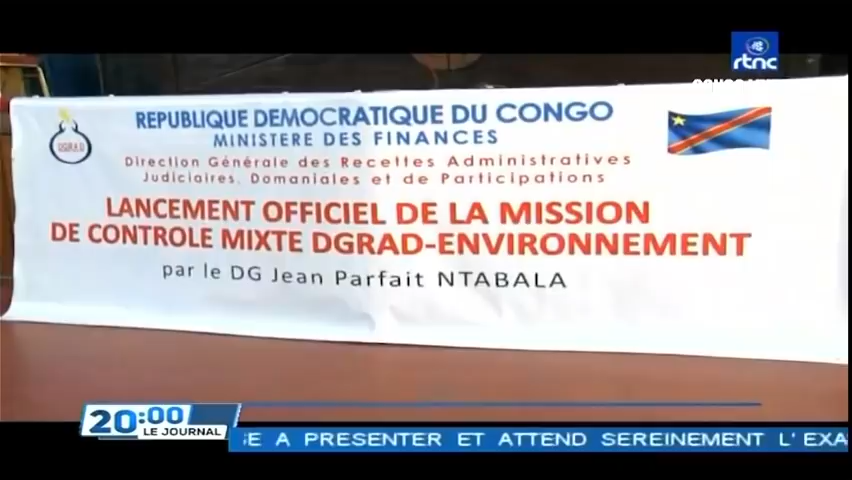 rtnc
DGRAD
REPUBLIQUE DEMOCRATIQUE DU CONGO
MINISTERE DES FINANCES
Direction Générale des Recettes Administratives
Judiciaires, Domaniales et de Participations
LANCEMENT OFFICIEL DE LA MISSION
DE CONTROLE MIXTE DGRAD-ENVIRONNEMENT
par le DG Jean Parfait NTABALA
20:00
LE JOURNAL
A PRESENTER ET ATTEND SEREINEMENT L'EXA